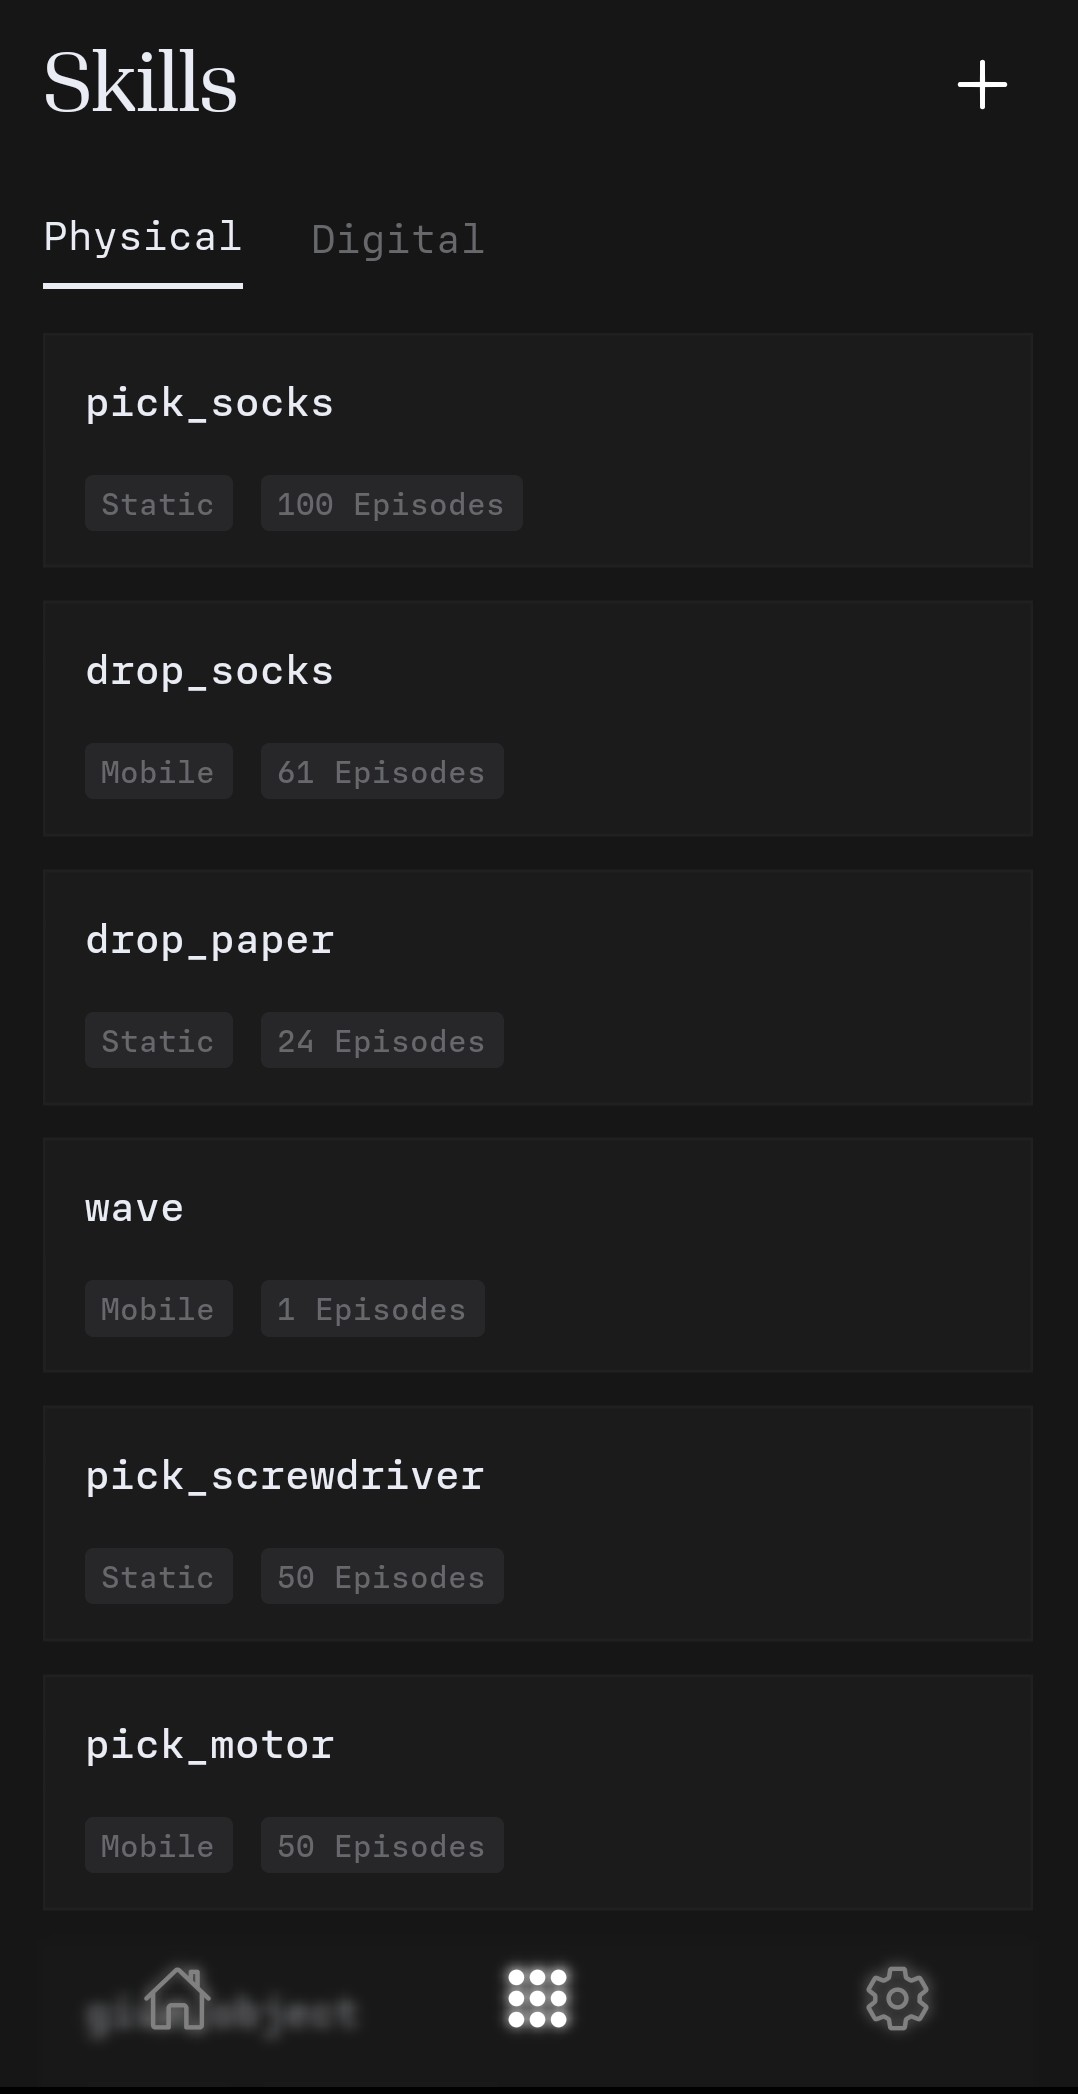 Skills
Physical Digital
pick_socks
Static 100 Episodes
drop_socks
Mobile 61 Episodes
drop_paper
Static 24 Episodes
wave
Mobile 1 Episodes
pick_screwdriver
Static 50 Episodes
pick_motor
Mobile 50 Episodes